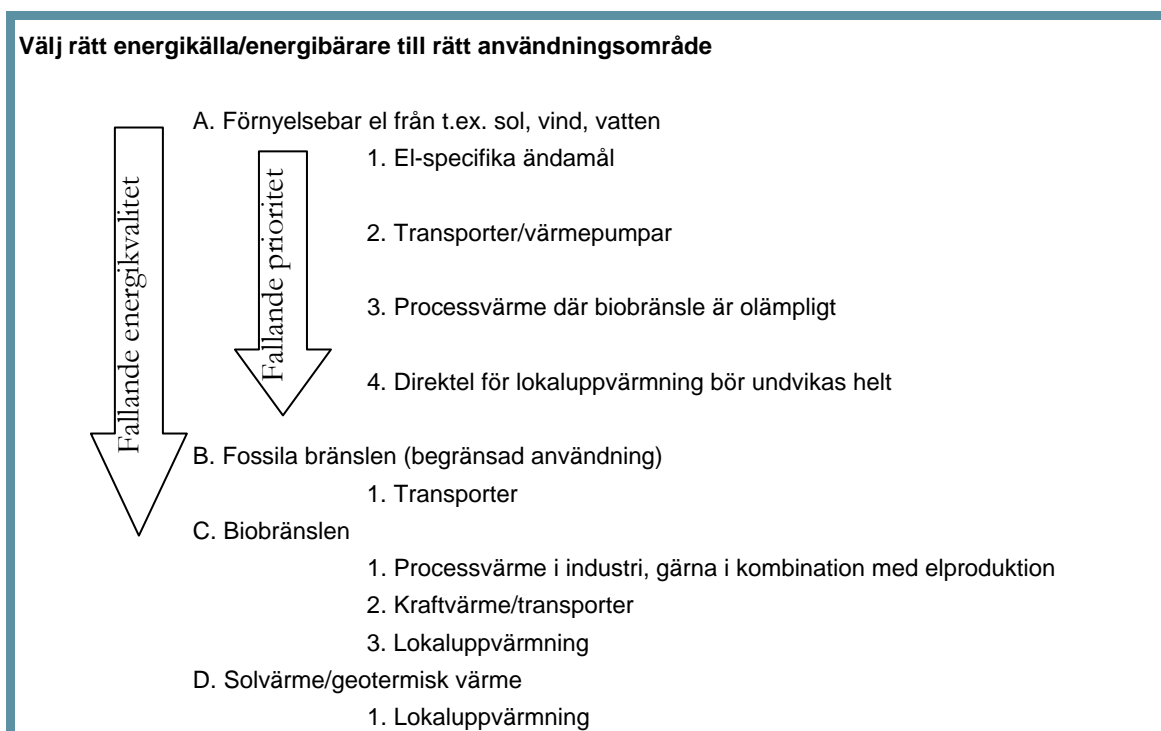 Välj rätt energikälla/energibärare till rätt användningsområde
Fallande energikvalitet
Fallande prioritet
A. Förnyelsebar el från t.ex. sol, vind, vatten
1. El-specifika ändamål
2. Transporter/värmepumpar
3. Processvärme där biobränsle är olämpligt
4. Direktel för lokaluppvärmning bör undvikas helt
B. Fossila bränslen (begränsad användning)
1. Transporter
C. Biobränslen
1. Processvärme i industri, gärna i kombination med elproduktion
2. Kraftvärme/transporter
3. Lokaluppvärmning
D. Solvärme/geotermisk värme
1. Lokaluppvärmning